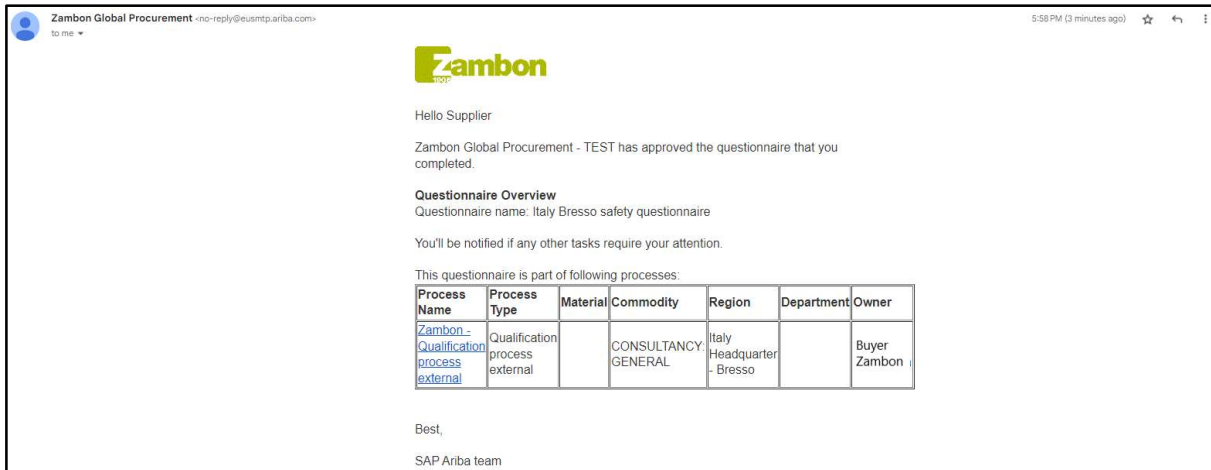 Zambon Global Procurement <no-reply@eusmtp.ariba.com>
5:58 PM (3 minutes ago)
to me
Zambon
1906
Hello Supplier
Zambon Global Procurement - TEST has approved the questionnaire that you
completed.
Questionnaire Overview
Questionnaire name: Italy Bresso safety questionnaire
You'll be notified if any other tasks require your attention.
This questionnaire is part of following processes:
Process Name Process Type Material Commodity Region Department Owner
Zambon - Qualification process external Qualification process external CONSULTANCY: GENERAL Italy Headquarter - Bresso Buyer Zambon
Best,
SAP Ariba team